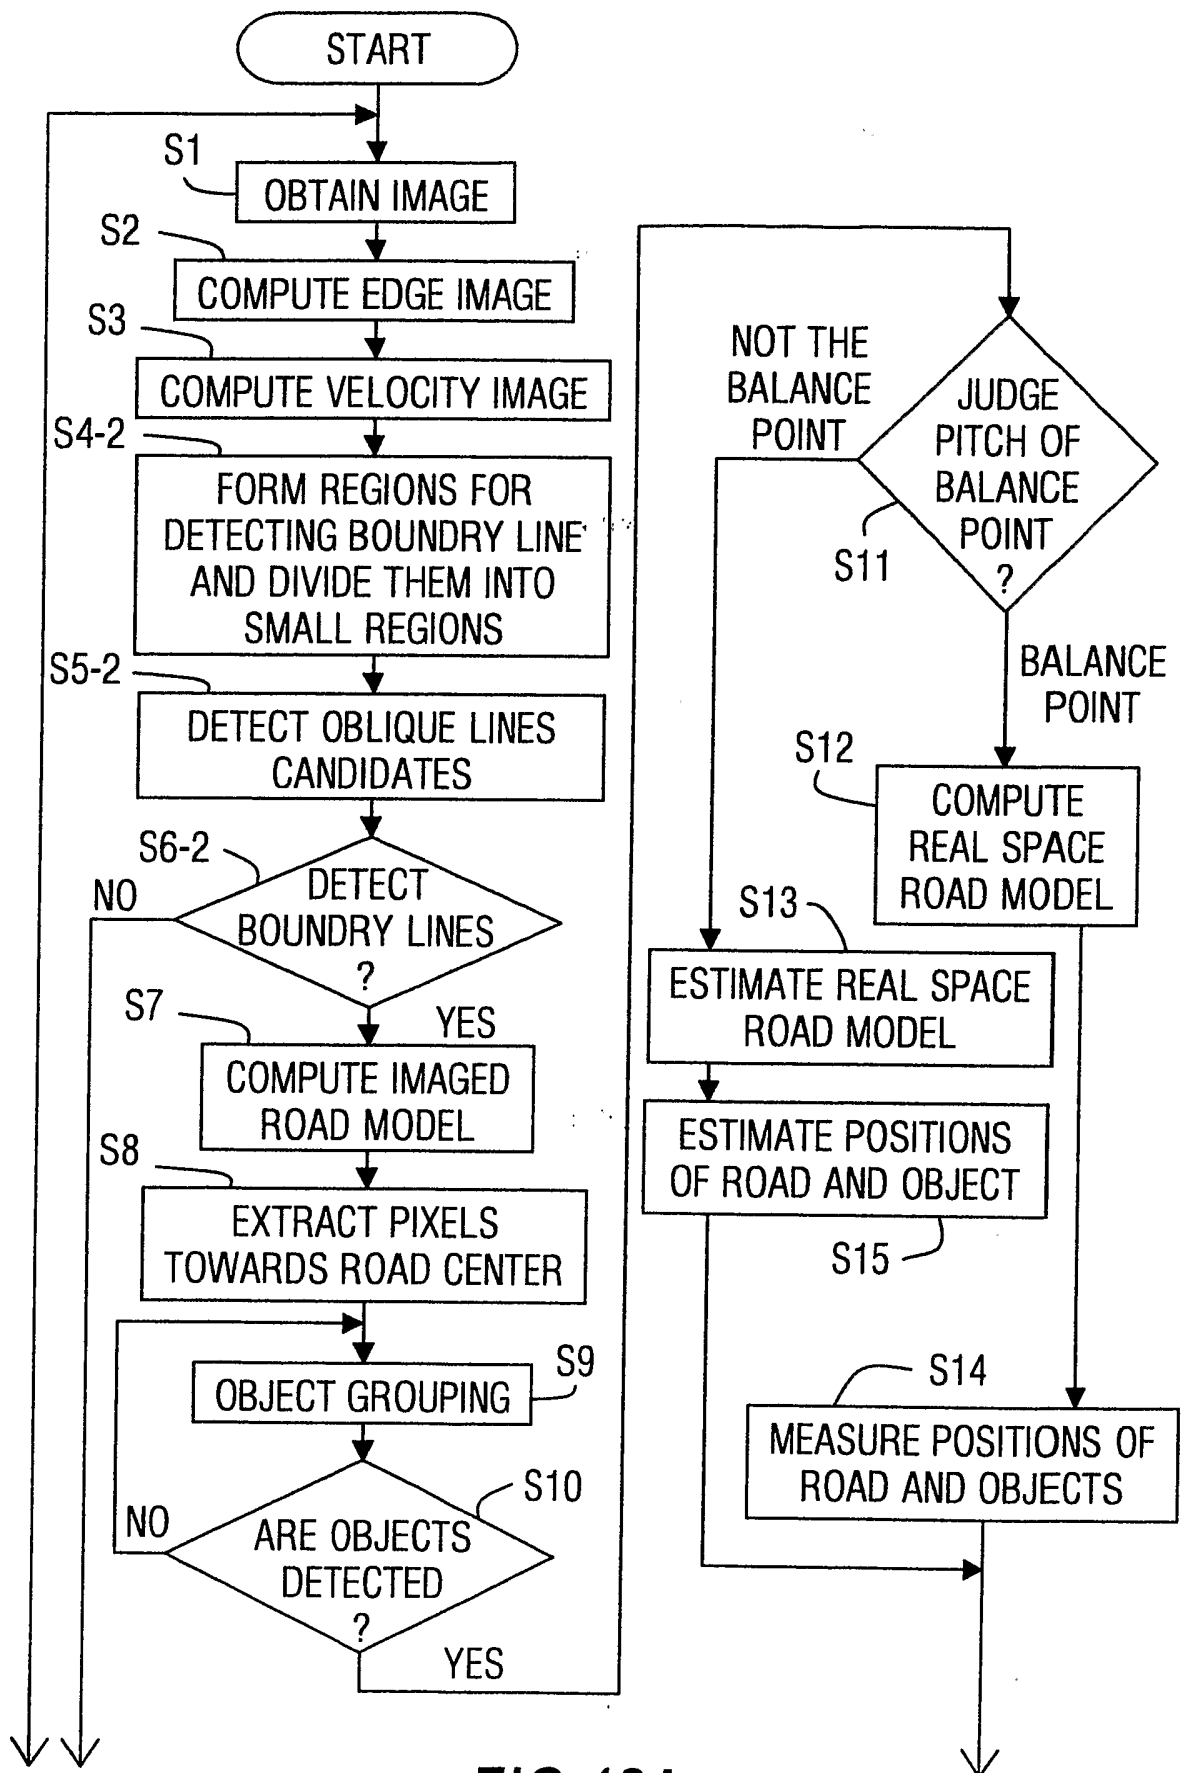 START
S1
OBTAIN IMAGE
S2
COMPUTE EDGE IMAGE
S3
COMPUTE VELOCITY IMAGE
S4-2
FORM REGIONS FOR
DETECTING BOUNDRY LINE
AND DIVIDE THEM INTO
SMALL REGIONS
S5-2
DETECT OBLIQUE LINES
CANDIDATES
S6-2
NO
DETECT
BOUNDRY LINES
?
S7
YES
COMPUTE IMAGED
ROAD MODEL
S8
EXTRACT PIXELS
TOWARDS ROAD CENTER
S9
OBJECT GROUPING
S10
NO
ARE OBJECTS
DETECTED
?
YES
NOT THE
BALANCE
POINT
JUDGE
PITCH OF
BALANCE
POINT
?
S11
BALANCE
POINT
S12
COMPUTE
REAL SPACE
ROAD MODEL
S13
ESTIMATE REAL SPACE
ROAD MODEL
ESTIMATE POSITIONS
OF ROAD AND OBJECT
S15
S14
MEASURE POSITIONS OF
ROAD AND OBJECTS